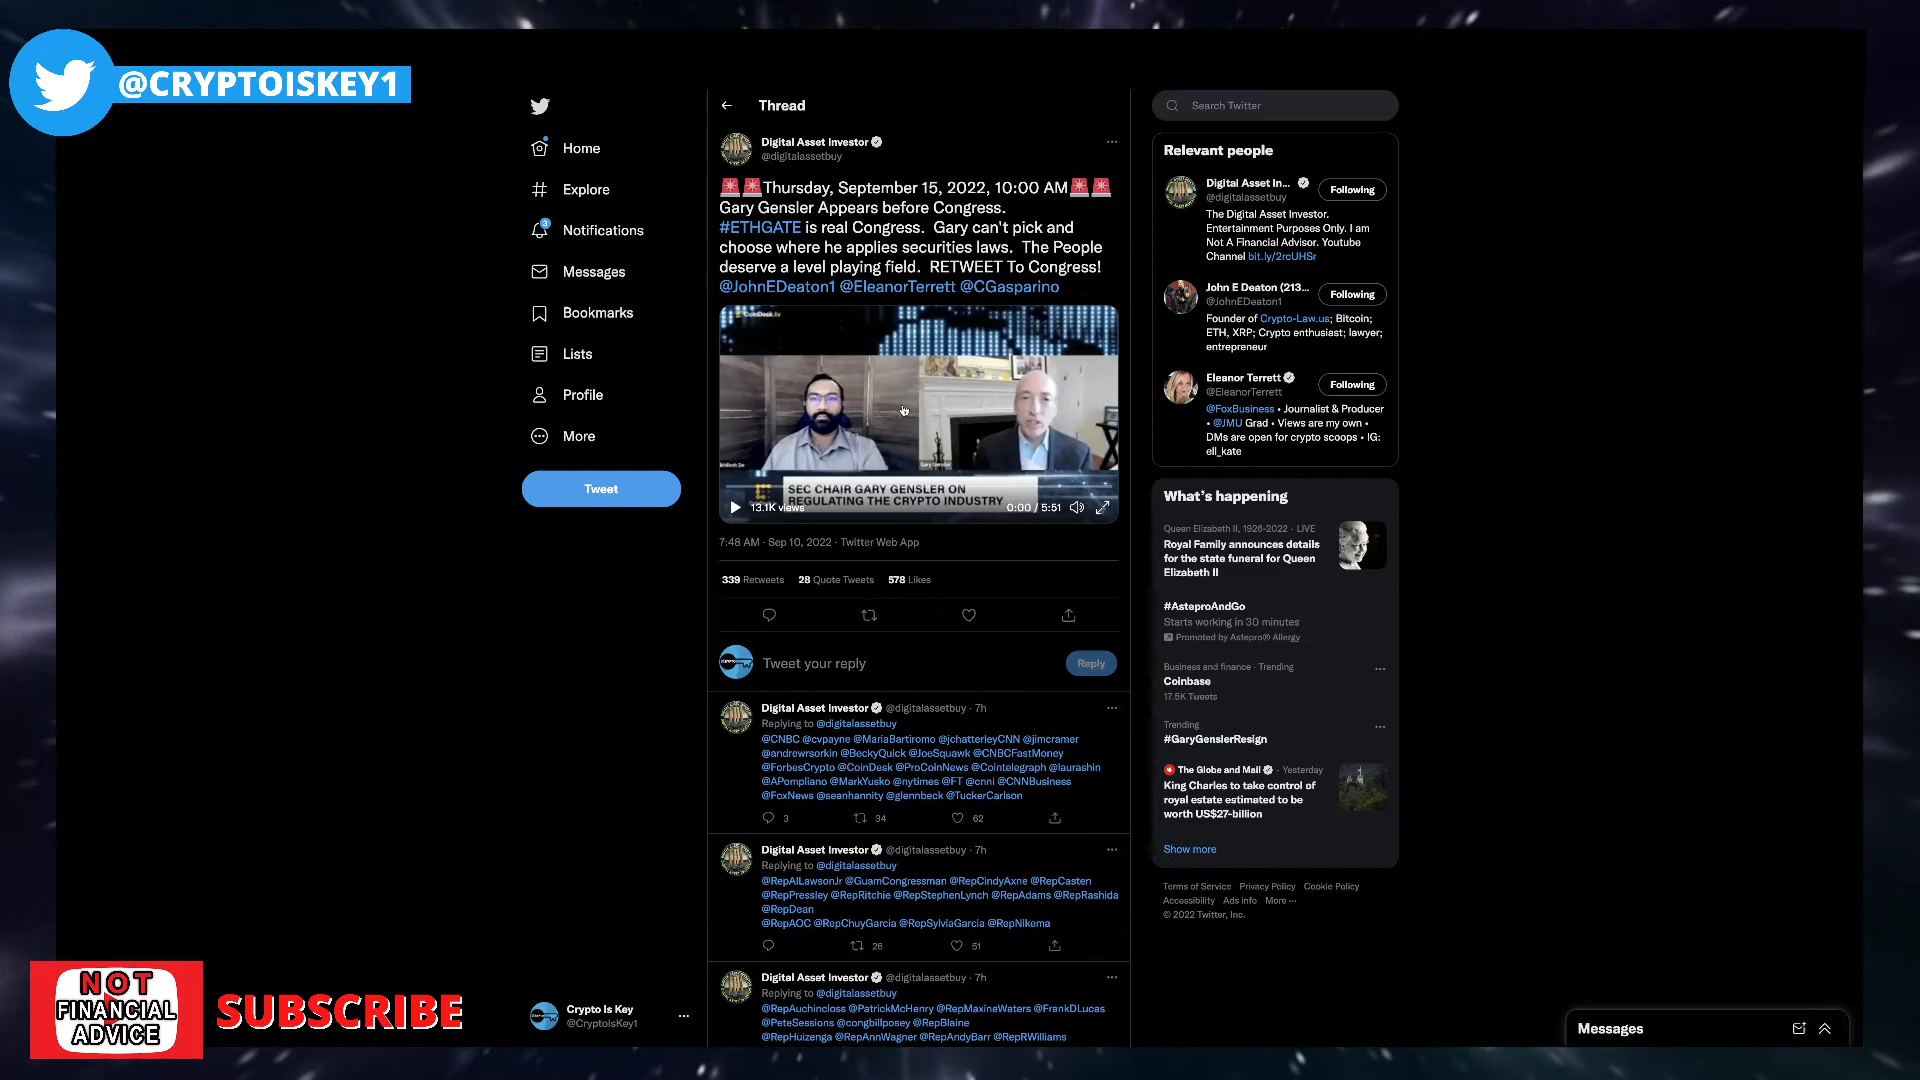 @CRYPTOISKEY1
Home
Explore
Notifications
Messages
Bookmarks
Lists
Profile
More
Tweet
Crypto Is Key
@CryptoIsKey1
NOT
FINANCIAL
ADVICE
SUBSCRIBE
Thread
Digital Asset Investor
@digitalassetbuy
Thursday, September 15, 2022, 10:00 AM
Gary Gensler Appears before Congress.
#ETHGATE is real Congress. Gary can't pick and
choose where he applies securities laws. The People
deserve a level playing field. RETWEET To Congress!
@JohnEDeaton1 @EleanorTerrett @CGasparino
CoinDesk.tv
Gary Gensler
SEC CHAIR GARY GENSLER ON
REGULATING THE CRYPTO INDUSTRY
13.1K views
0:00 / 5:51
7:48 AM · Sep 10, 2022 · Twitter Web App
339 Retweets 28 Quote Tweets 578 Likes
Tweet your reply
Reply
Digital Asset Investor @digitalassetbuy · 7h
Replying to @digitalassetbuy
@CNBC @cvpayne @MariaBartiromo @jchatterleyCNN @jimcramer
@andrewrsorkin @BeckyQuick @JoeSquawk @CNBCFastMoney
@ForbesCrypto @CoinDesk @ProCoinNews @Cointelegraph @laurashin
@APompliano @MarkYusko @nytimes @FT @cnni @CNNBusiness
@FoxNews @seanhannity @glennbeck @TuckerCarlson
3 34 62
Digital Asset Investor @digitalassetbuy · 7h
Replying to @digitalassetbuy
@RepAlLawsonJr @GuamCongressman @RepCindyAxne @RepCasten
@RepPressley @RepRitchie @RepStephenLynch @RepAdams @RepRashida
@RepDean
@RepAOC @RepChuyGarcia @RepSylviaGarcia @RepNikema
26 51
Digital Asset Investor @digitalassetbuy · 7h
Replying to @digitalassetbuy
@RepAuchincloss @PatrickMcHenry @RepMaxineWaters @FrankDLucas
@PeteSessions @congbillposey @RepBlaine
@RepHuizenga @RepAnnWagner @RepAndyBarr @RepRWilliams
Search Twitter
Relevant people
Digital Asset In...
@digitalassetbuy
Following
The Digital Asset Investor.
Entertainment Purposes Only. I am
Not A Financial Advisor. Youtube
Channel bit.ly/2rcUHSr
John E Deaton (213...
@JohnEDeaton1
Following
Founder of Crypto-Law.us; Bitcoin;
ETH, XRP; Crypto enthusiast; lawyer;
entrepreneur
Eleanor Terrett
@EleanorTerrett
Following
@FoxBusiness • Journalist & Producer
• @JMU Grad • Views are my own •
DMs are open for crypto scoops • IG:
ell_kate
What's happening
Queen Elizabeth II, 1926-2022 · LIVE
Royal Family announces details
for the state funeral for Queen
Elizabeth II
#AsteproAndGo
Starts working in 30 minutes
Promoted by Astepro® Allergy
Business and finance · Trending
Coinbase
17.5K Tweets
Trending
#GaryGenslerResign
The Globe and Mail · Yesterday
King Charles to take control of
royal estate estimated to be
worth US$27-billion
Show more
Terms of Service Privacy Policy Cookie Policy
Accessibility Ads info More ...
© 2022 Twitter, Inc.
Messages